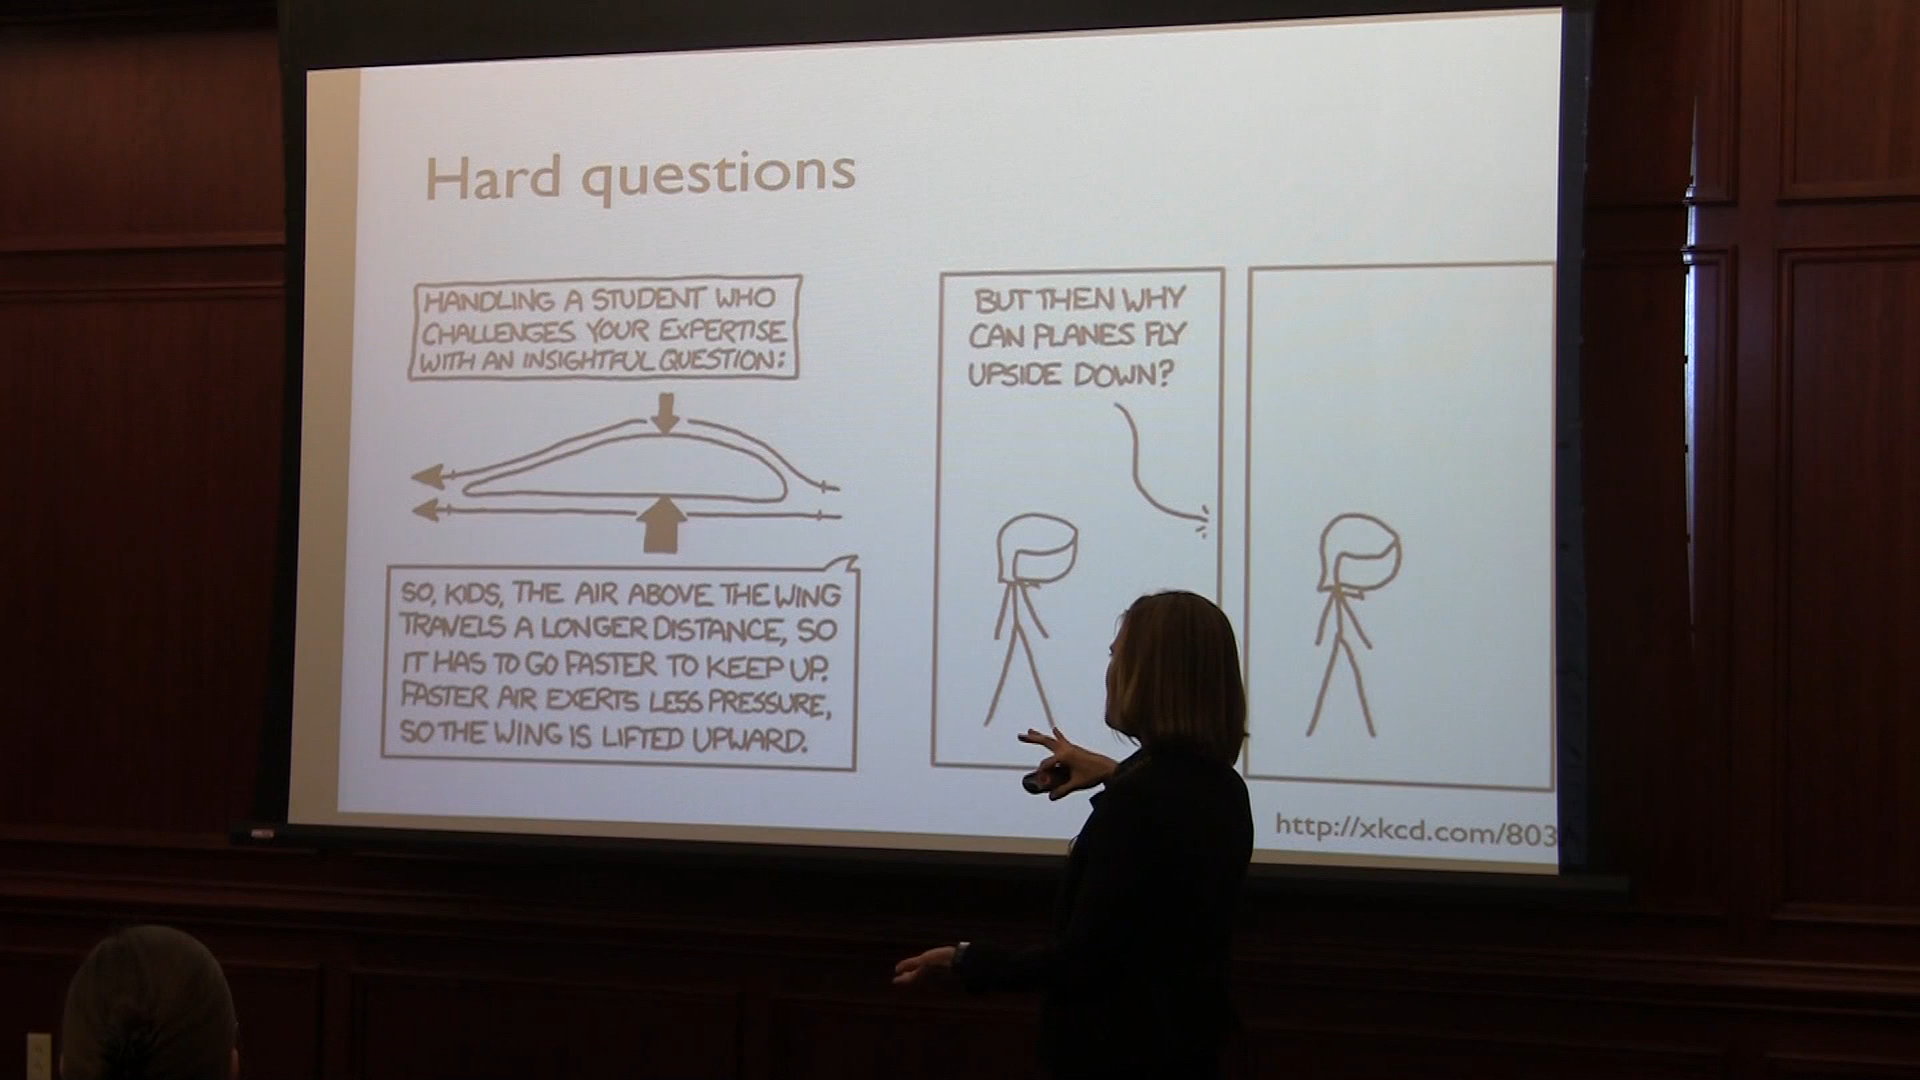 Hard questions
HANDLING A STUDENT WHO
CHALLENGES YOUR EXPERTISE
WITH AN INSIGHTFUL QUESTION:
SO, KIDS, THE AIR ABOVE THE WING
TRAVELS A LONGER DISTANCE, SO
IT HAS TO GO FASTER TO KEEP UP.
FASTER AIR EXERTS LESS PRESSURE,
SO THE WING IS LIFTED UPWARD.
BUT THEN WHY
CAN PLANES FLY
UPSIDE DOWN?
http://xkcd.com/803